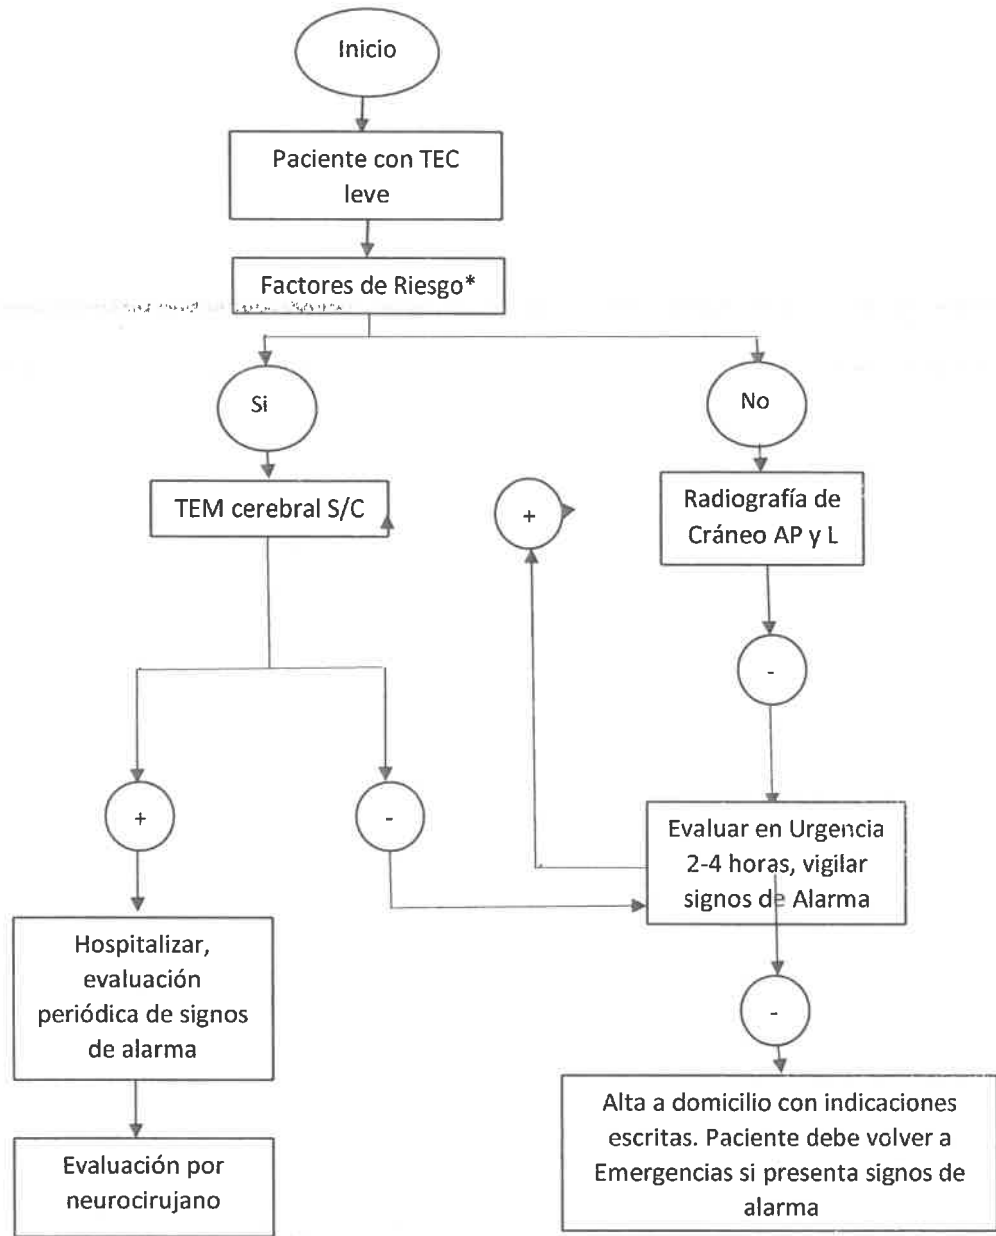 Inicio
Paciente con TEC
leve
Factores de Riesgo*
Si
No
TEM cerebral S/C
+
Radiografía de
Cráneo AP y L
-
+
-
Evaluar en Urgencia
2-4 horas, vigilar
signos de Alarma
Hospitalizar,
evaluación
periódica de signos
de alarma
-
Evaluación por
neurocirujano
Alta a domicilio con indicaciones
escritas. Paciente debe volver a
Emergencias si presenta signos de
alarma